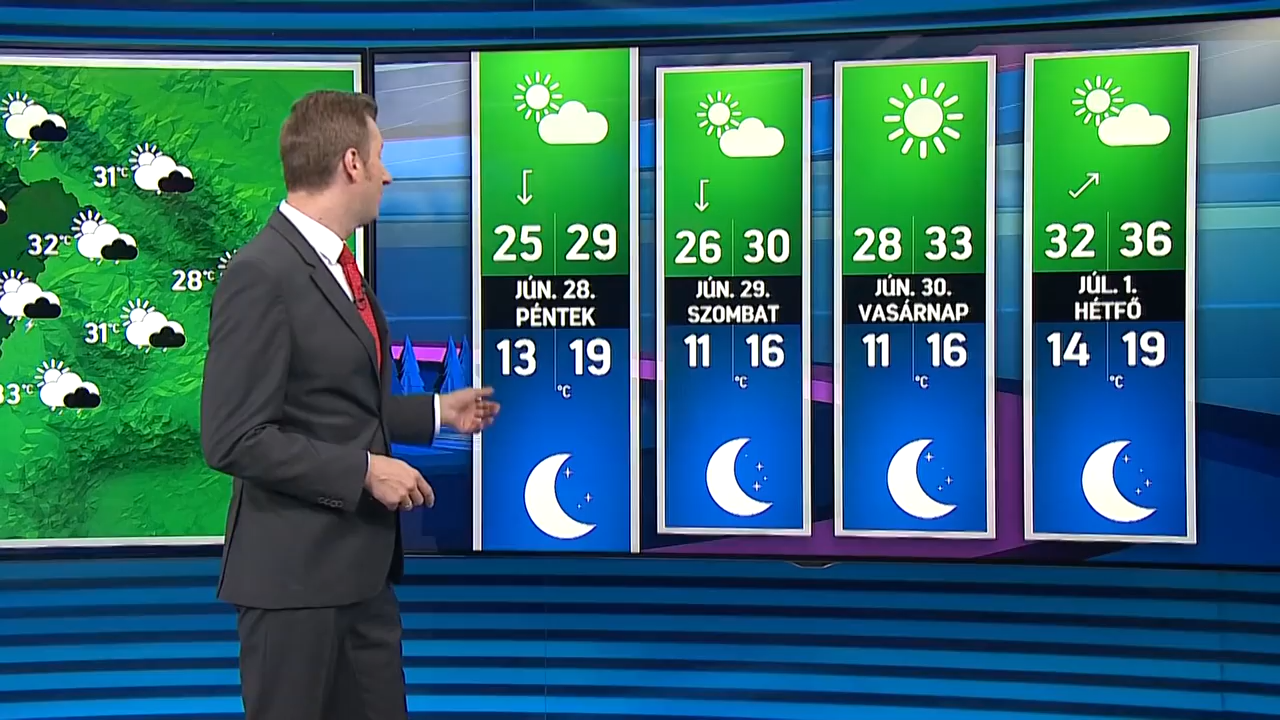 31°C
32°C
28°C
31°C
33°C
25 29
JÚN. 28.
PÉNTEK
13 19
°C
26 30
JÚN. 29.
SZOMBAT
11 16
°C
28 33
JÚN. 30.
VASÁRNAP
11 16
°C
32 36
JÚL. 1.
HÉTFŐ
14 19
°C